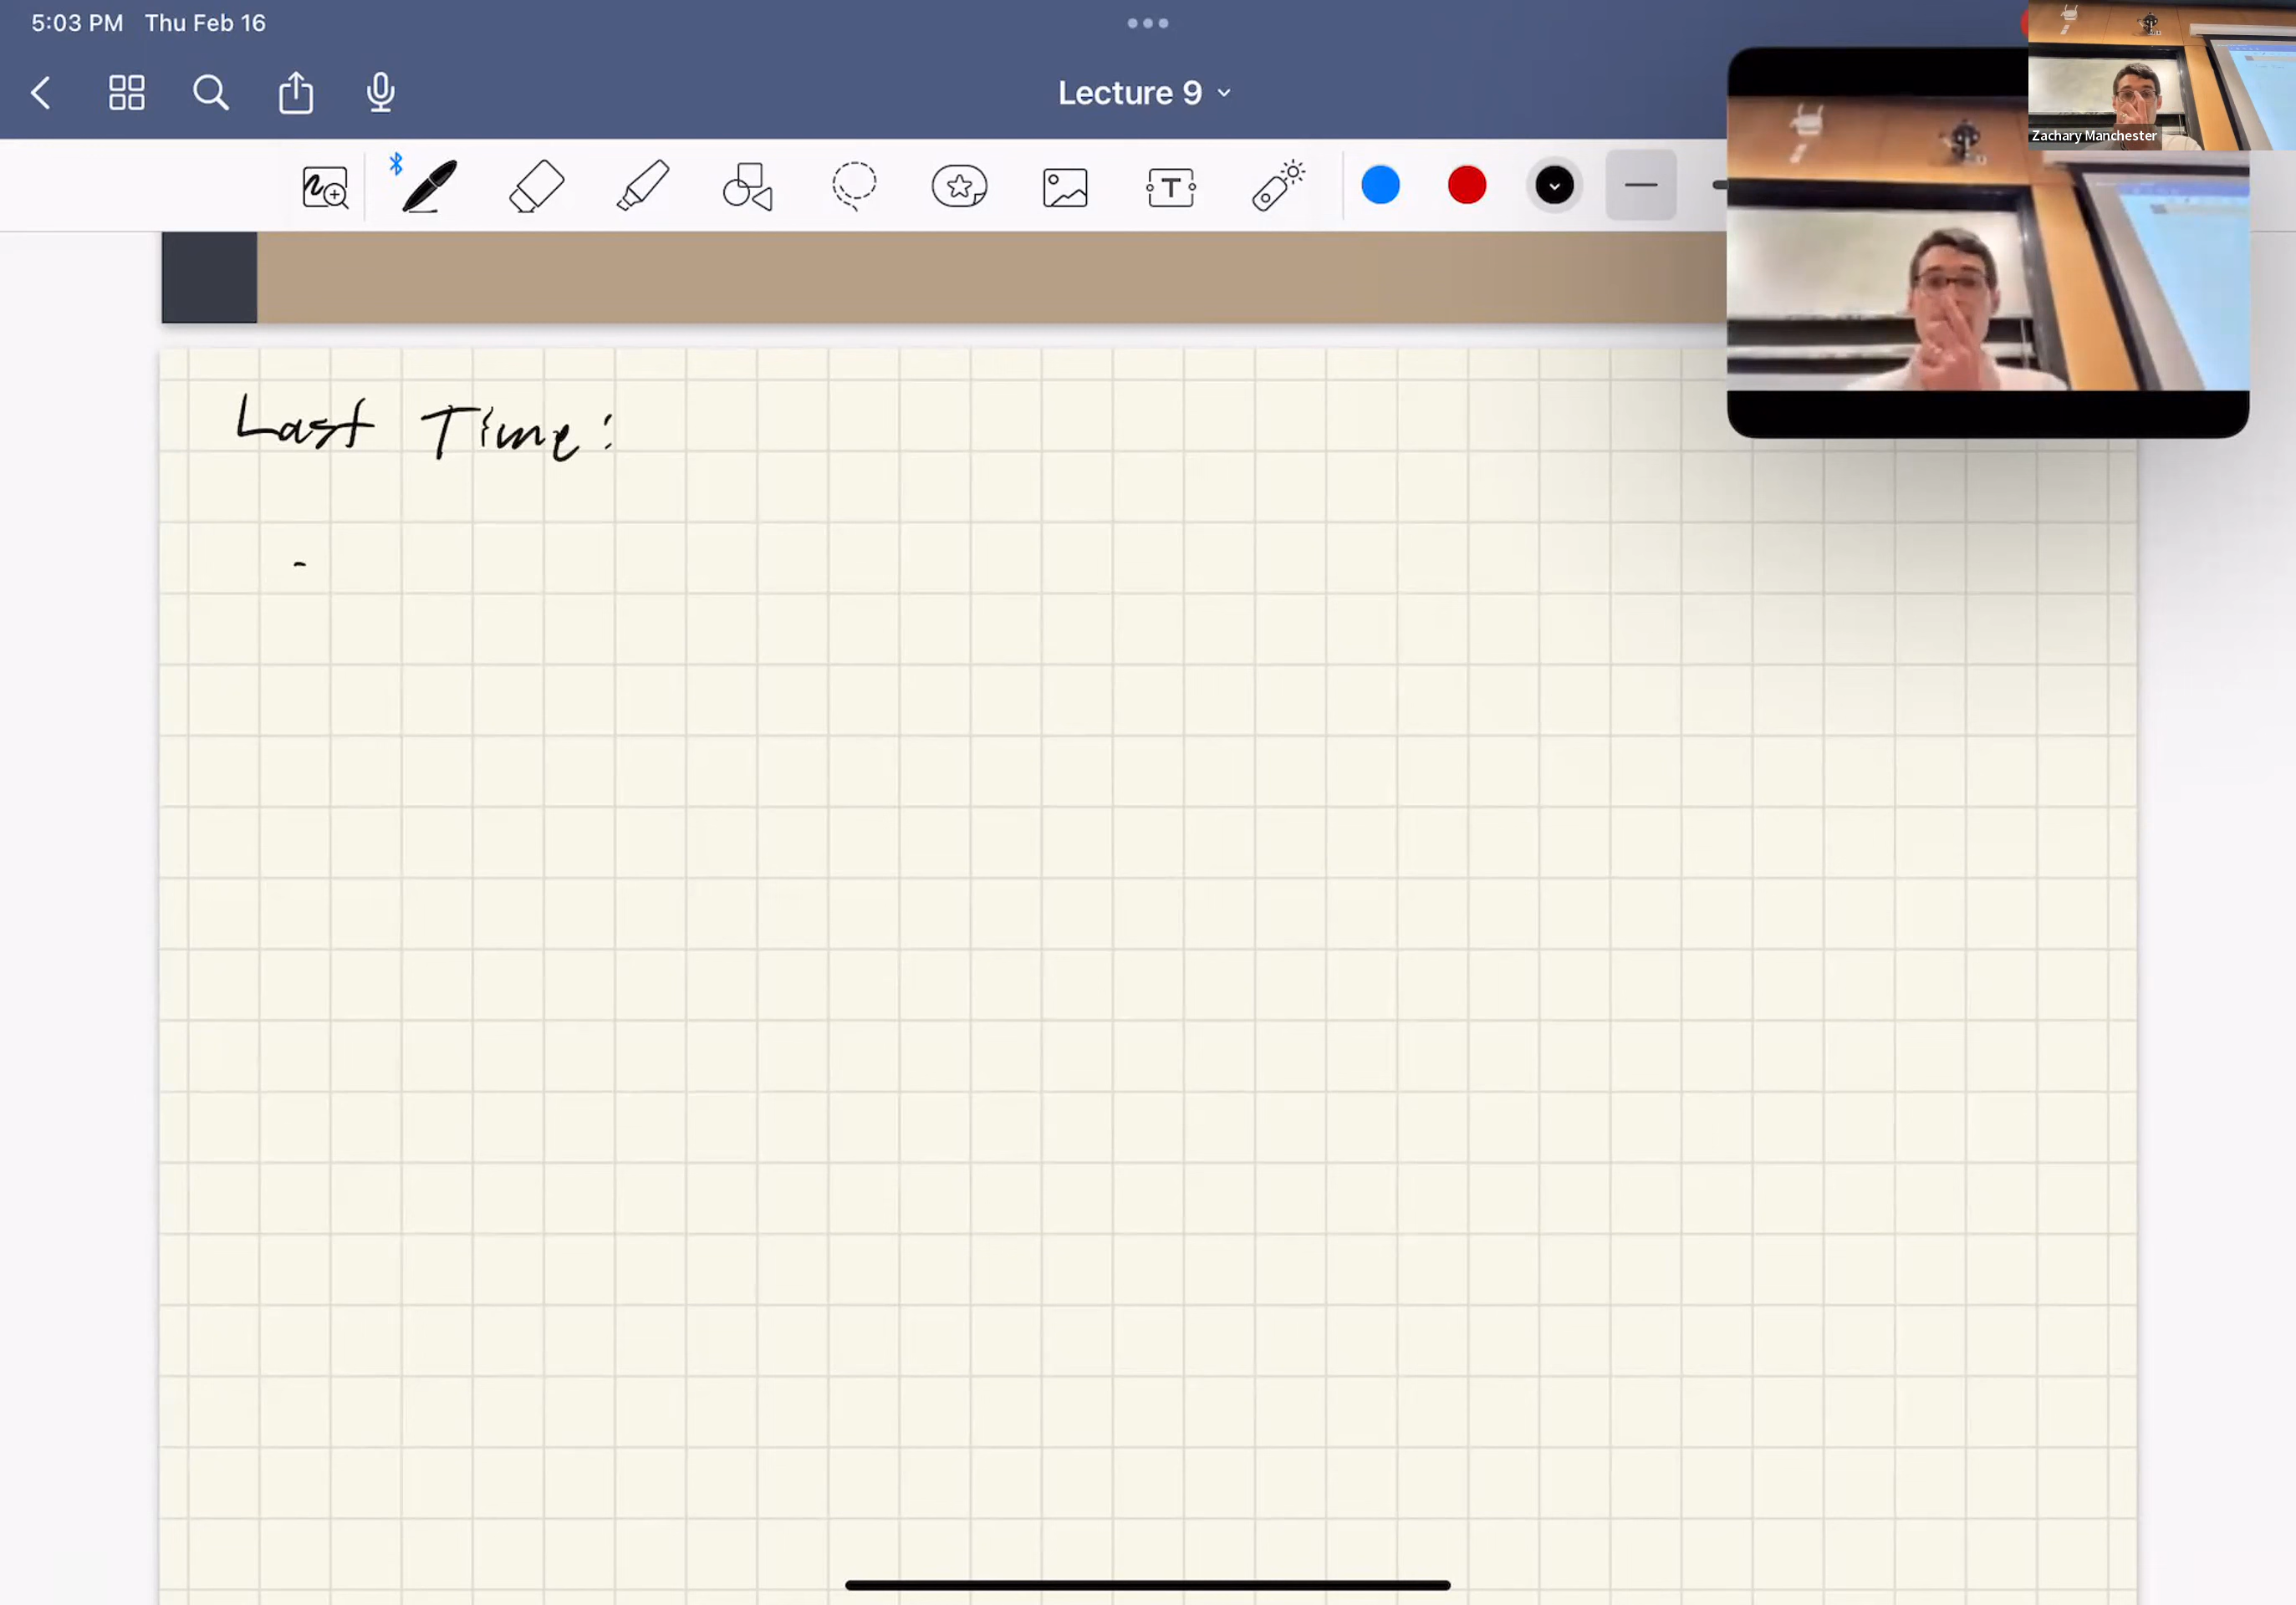 5:03 PM Thu Feb 16
Lecture 9
Zachary Manchester
T
Last Time:
-